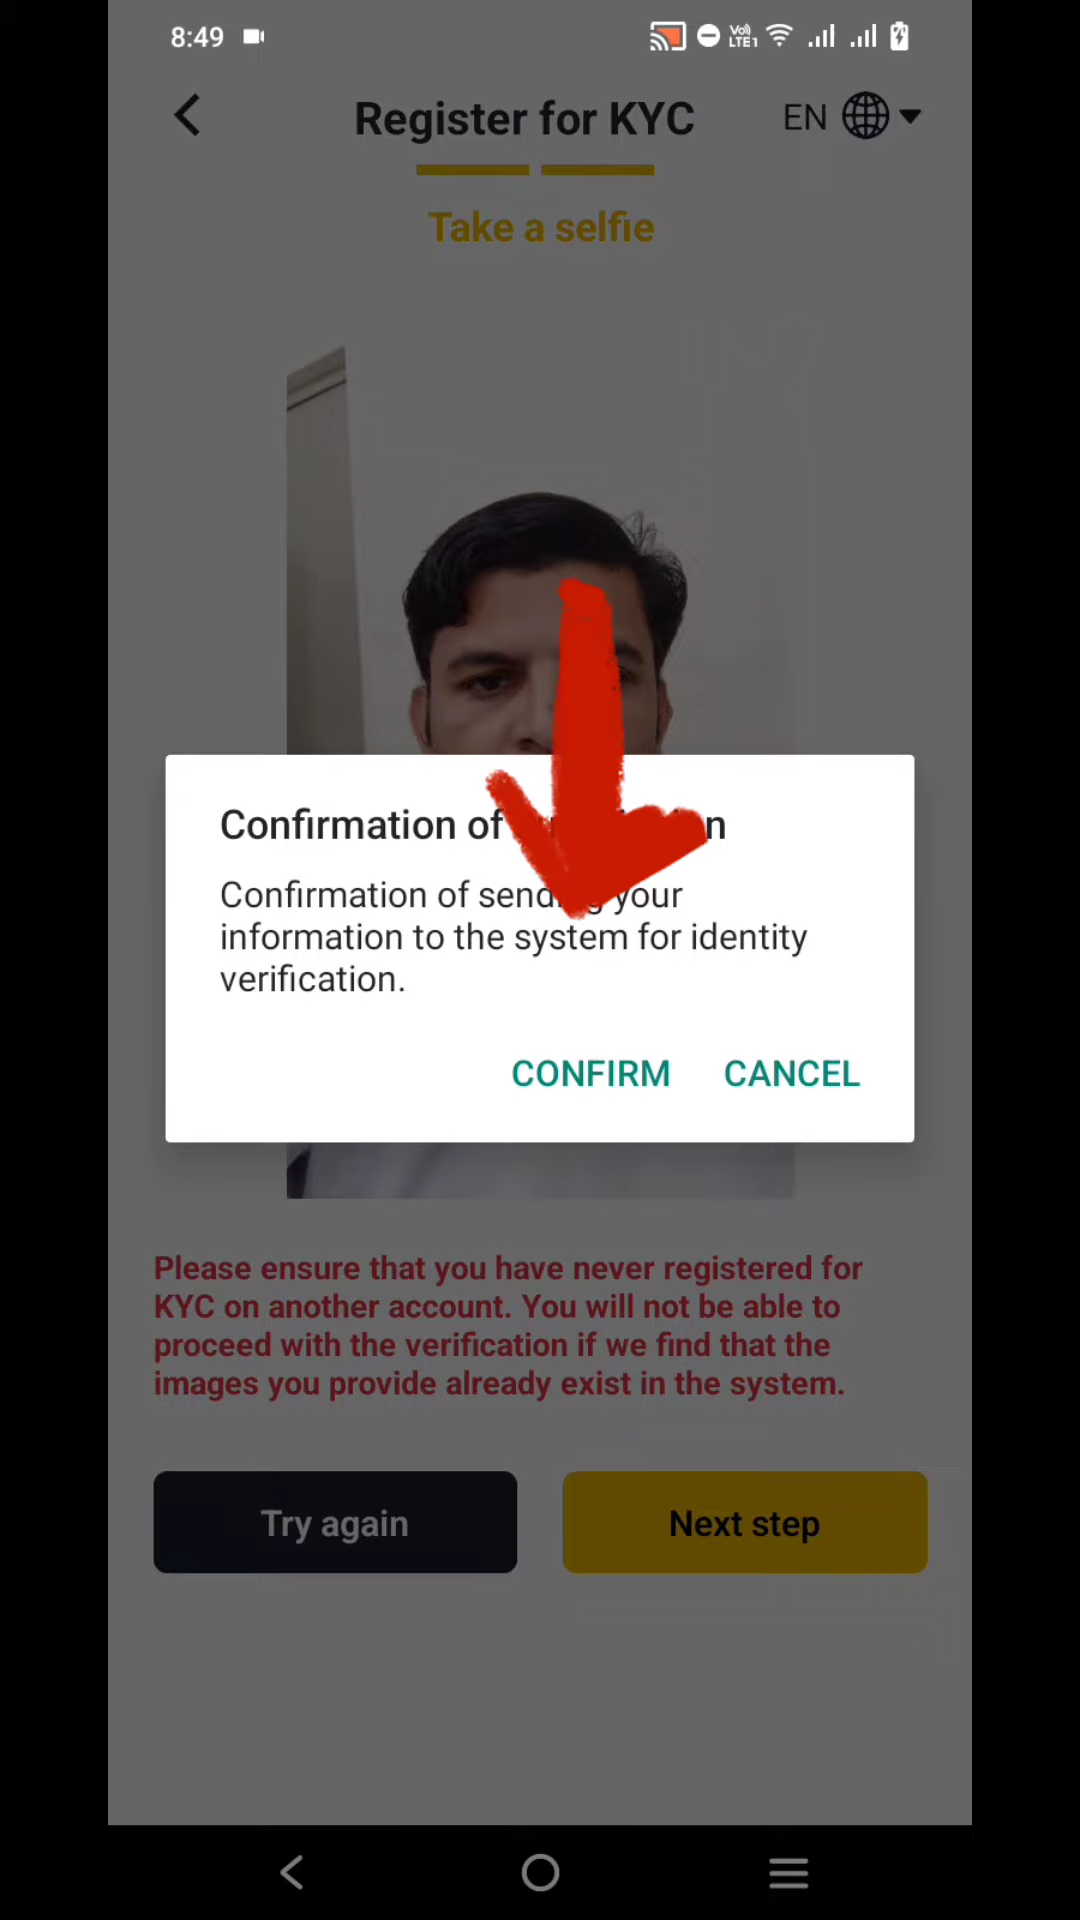 8:49
Vo) LTE1
Register for KYC
EN
Take a selfie
Confirmation of
Confirmation of sending your
information to the system for identity
verification.
CONFIRM CANCEL
Please ensure that you have never registered for
KYC on another account. You will not be able to
proceed with the verification if we find that the
images you provide already exist in the system.
Try again Next step